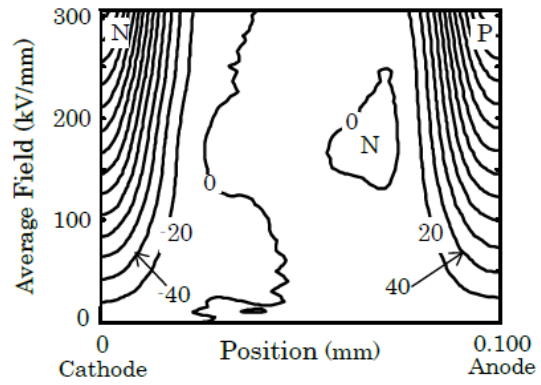 300
N
P
200
0
N
0
100
-20
20
-40
40
0
Average Field (kV/mm)
0
Position (mm)
0.100
Cathode
Anode